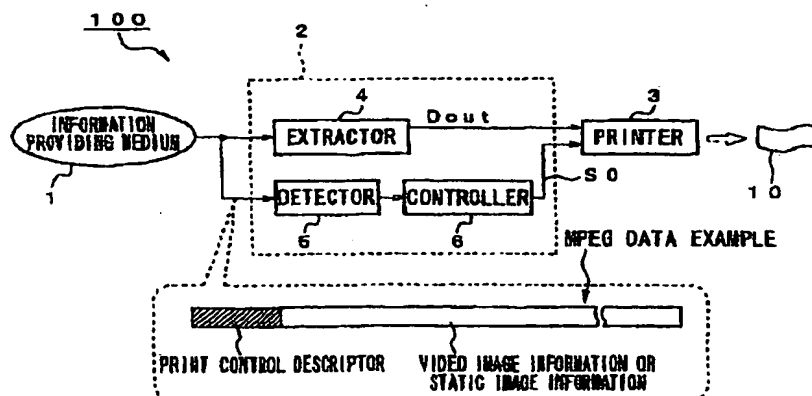 100
2
4
3
INFORMATION
PROVIDING MEDIUM
EXTRACTOR
Dout
PRINTER
1
DETECTOR
CONTROLLER
S0
10
5
6
MPEG DATA EXAMPLE
PRINT CONTROL DESCRIPTOR
VIDEO IMAGE INFORMATION OR
STATIC IMAGE INFORMATION